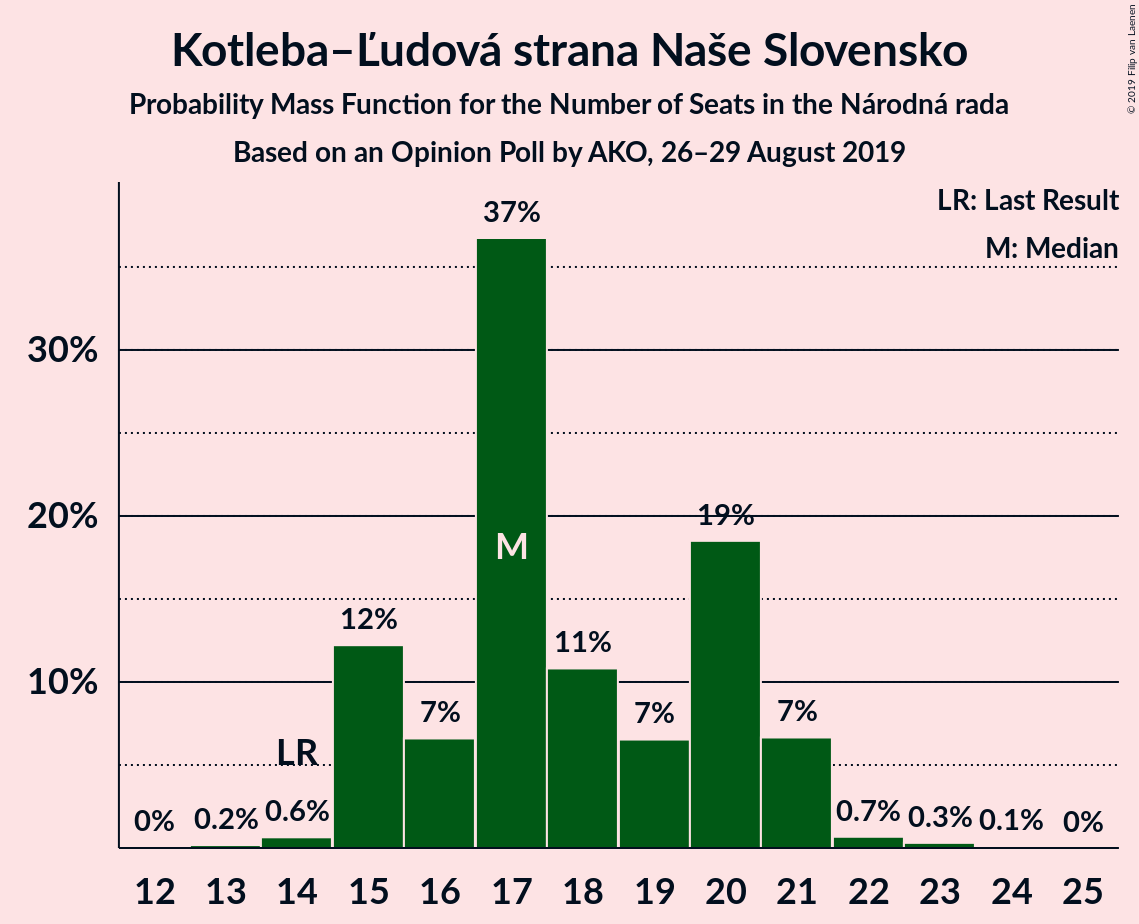 Kotleba–Ľudová strana Naše Slovensko
Probability Mass Function for the Number of Seats in the Národná rada
Based on an Opinion Poll by AKO, 26–29 August 2019
© 2019 Filip van Laenen
LR: Last Result
M: Median
37%
30%
20%
19%
M
12%
11%
10%
7%
7%
7%
LR
0%
0.2%
0.6%
0.7%
0.3%
0.1%
0%
12 13 14 15 16 17 18 19 20 21 22 23 24 25